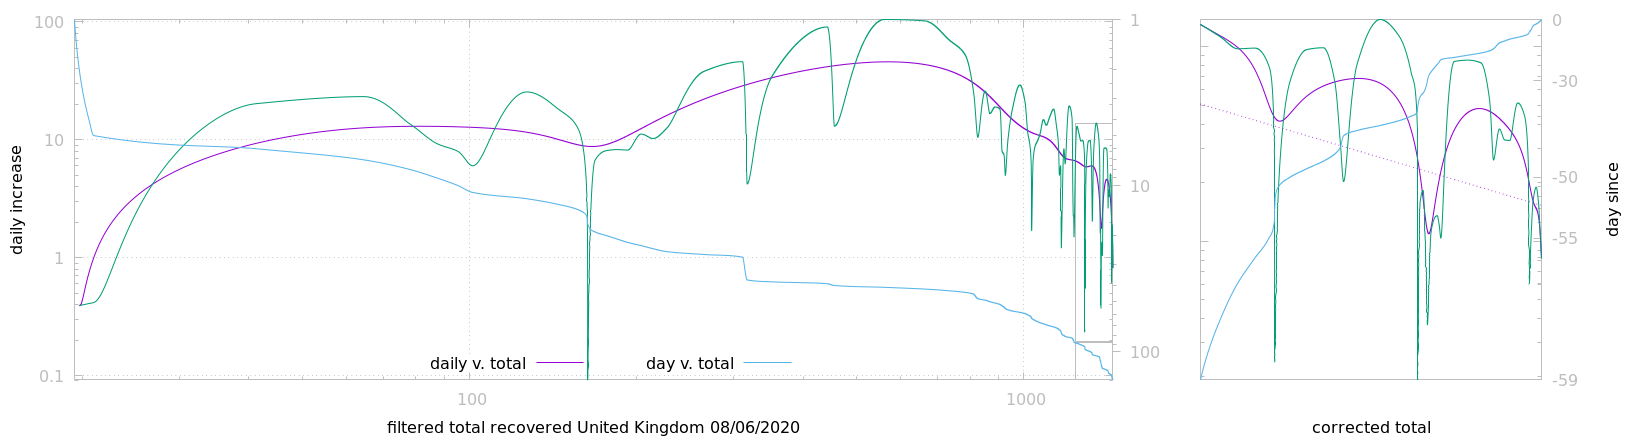 100
10
1
0.1
daily increase
daily v. total
day v. total
100
1000
filtered total recovered United Kingdom 08/06/2020
1
10
100
0
-30
-50
-55
-59
day since
corrected total